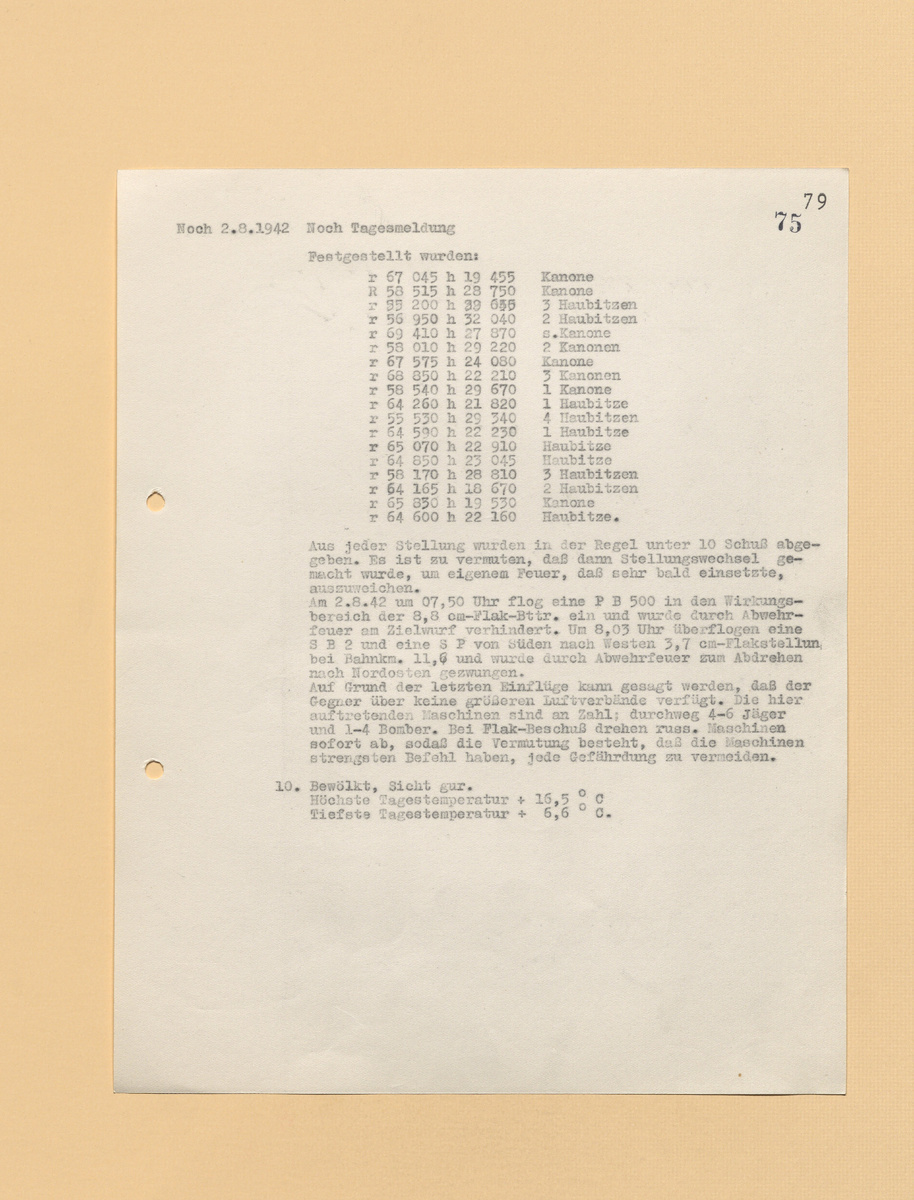 79
75
Noch 2.8.1942 Noch Tagesmeldung
Festgestellt wurden:
r 67 045 h 19 455 Kanone
R 58 515 h 28 750 Kanone
r 200 h 3 Haubitzen
r 56 950 h 32 040 2 Haubitzen
r 69 410 h 27 870 s.Kanone
r 58 010 h 29 220 2 Kanonen
r 67 575 h 24 080 Kanone
r 68 850 h 22 210 3 Kanonen
r 58 540 h 29 670 1 Kanone
r 64 260 h 21 820 1 Haubitze
r 55 530 h 29 340 4 Haubitzen
r 64 590 h 22 230 1 Haubitze
r 65 070 h 22 910 Haubitze
r 64 850 h 23 045 Haubitze
r 58 170 h 28 810 3 Haubitzen
r 64 165 h 18 670 2 Haubitzen
r 65 830 h 19 530 Kanone
r 64 600 h 22 160 Haubitze.
Aus jeder Stellung wurden in der Regel unter 10 Schuß abge-
geben. Es ist zu vermuten, daß dann Stellungswechsel ge-
macht wurde, um eigenem Feuer, daß sehr bald einsetzte,
auszuweichen.
Am 2.8.42 um 07,50 Uhr flog eine P B 500 in den Wirkungs-
bereich der 8,8 cm-Flak-Bttr. ein und wurde durch Abwehr-
feuer am Zielwurf verhindert. Um 8,03 Uhr überflogen eine
S B 2 und eine S P von Süden nach Westen 3,7 cm-Flakstellun
bei Bahnkm. 11,6 und wurde durch Abwehrfeuer zum Abdrehen
nach Nordosten gezwungen.
Auf Grund der letzten Einflüge kann gesagt werden, daß der
Gegner über keine größeren Luftverbände verfügt. Die hier
auftretenden Maschinen sind an Zahl; durchweg 4-6 Jäger
und 1-4 Bomber. Bei Flak-Beschuß drehen russ. Maschinen
sofort ab, sodaß die Vermutung besteht, daß die Maschinen
strengsten Befehl haben, jede Gefährdung zu vermeiden.
10. Bewölkt, Sicht gur.
Höchste Tagestemperatur + 16,5 ° C
Tiefste Tagestemperatur + 6,6 ° C.